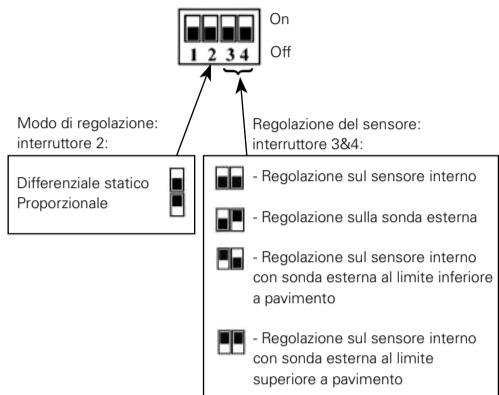 On
1 2 3 4
Off
Modo di regolazione:
interruttore 2:
Differenziale statico
Proporzionale
Regolazione del sensore:
interruttore 3&4:
- Regolazione sul sensore interno
- Regolazione sulla sonda esterna
- Regolazione sul sensore interno
con sonda esterna al limite inferiore
a pavimento
- Regolazione sul sensore interno
con sonda esterna al limite
superiore a pavimento